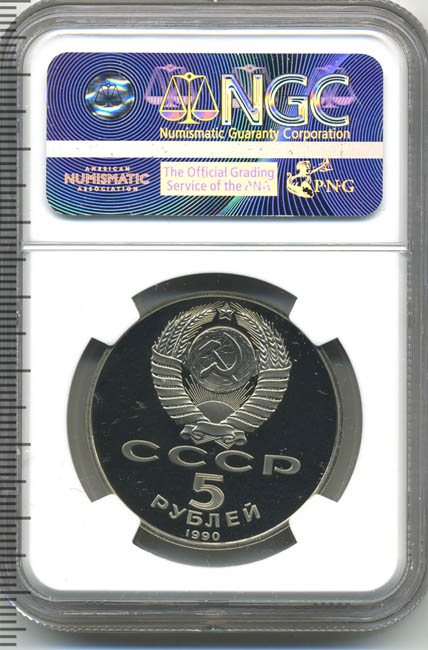 NGC
Numismatic Guaranty Corporation
AMERICAN
NUMISMATIC
ASSOCIATION
The Official Grading
Service of the PNG
PNG
СССР
5
РУБЛЕЙ
1990